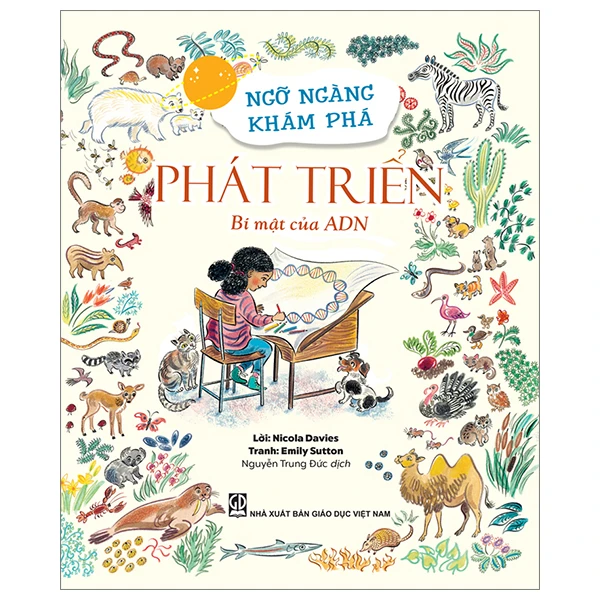 NGỠ NGÀNG
KHÁM PHÁ
PHÁT TRIỂN
Bí mật của ADN
Lời: Nicola Davies
Tranh: Emily Sutton
Nguyễn Trung Đức dịch
NHÀ XUẤT BẢN GIÁO DỤC VIỆT NAM